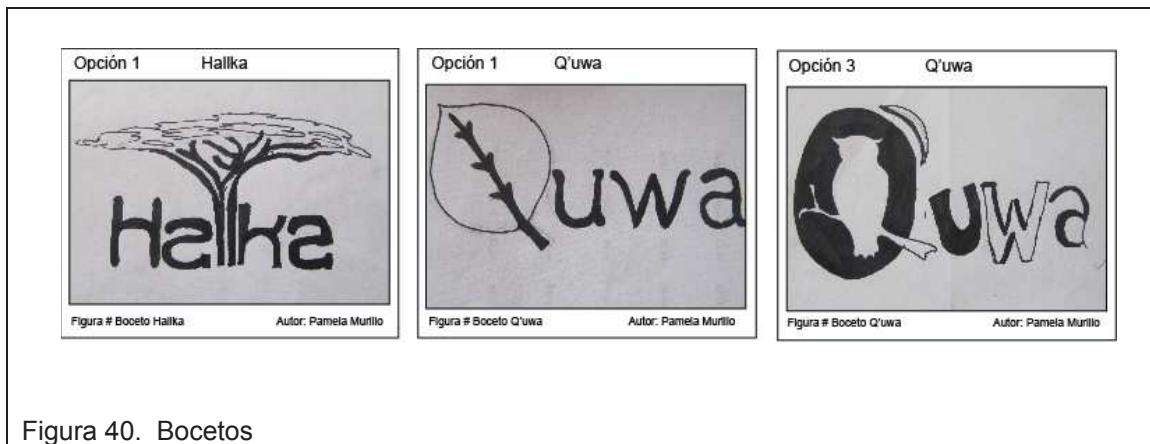 Opción 1 Hallka
Hallka
Figura # Boceto Hallka Autor: Pamela Murillo
Opción 1 Q'uwa
Quwa
Figura # Boceto Q'uwa Autor: Pamela Murillo
Opción 3 Q'uwa
Q'uwa
Figura # Boceto Q'uwa Autor: Pamela Murillo
Figura 40. Bocetos